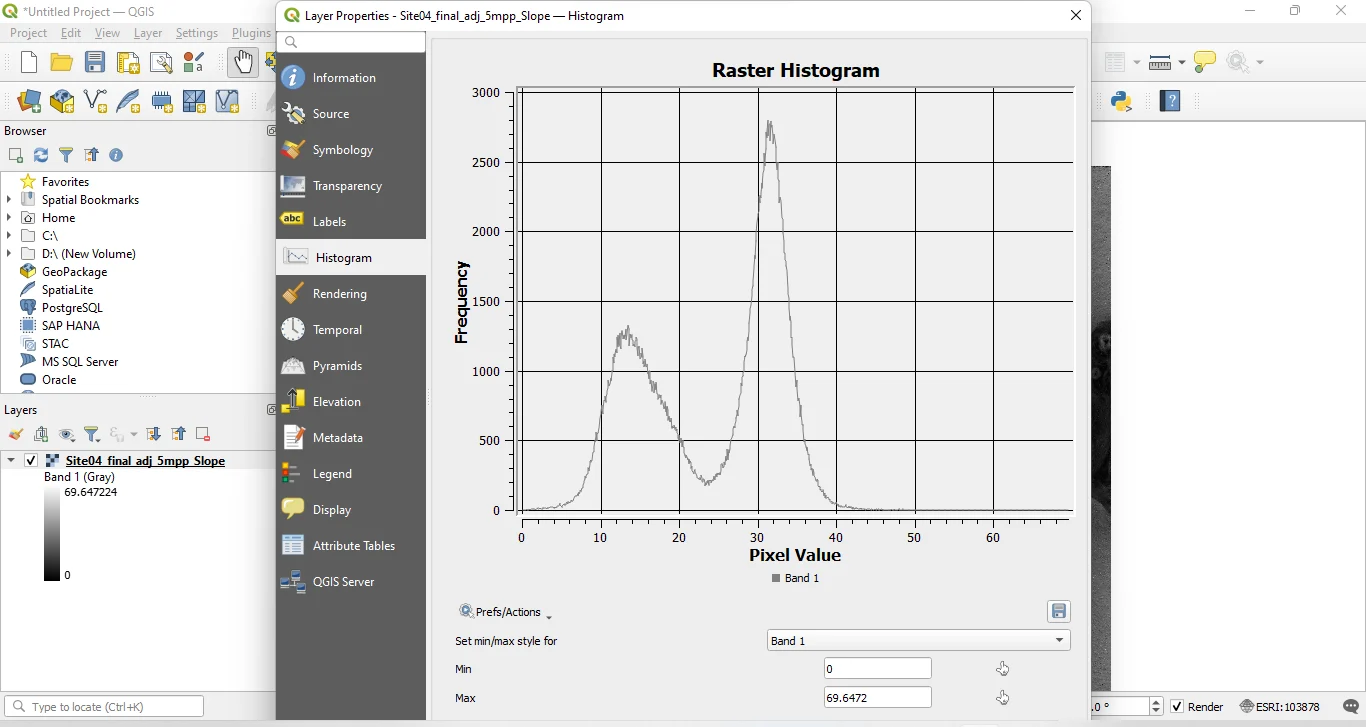 *Untitled Project — QGIS
Layer Properties - Site04_final_adj_5mpp_Slope — Histogram
Project Edit View Layer Settings Plugins
Browser
Favorites
Spatial Bookmarks
Home
C:\
D:\ (New Volume)
GeoPackage
SpatiaLite
PostgreSQL
SAP HANA
STAC
MS SQL Server
Oracle
Layers
Site04_final_adj_5mpp_Slope
Band 1 (Gray)
69.647224
0
Type to locate (Ctrl+K)
Information
Source
Symbology
Transparency
abc Labels
Histogram
Rendering
Temporal
Pyramids
Elevation
Metadata
Legend
Display
Attribute Tables
QGIS Server
Raster Histogram
3000
2500
2000
1500
1000
500
0
Frequency
0 10 20 30 40 50 60
Pixel Value
Band 1
Prefs/Actions
Set min/max style for Band 1
Min 0
Max 69.6472
.0 ° Render ESRI:103878